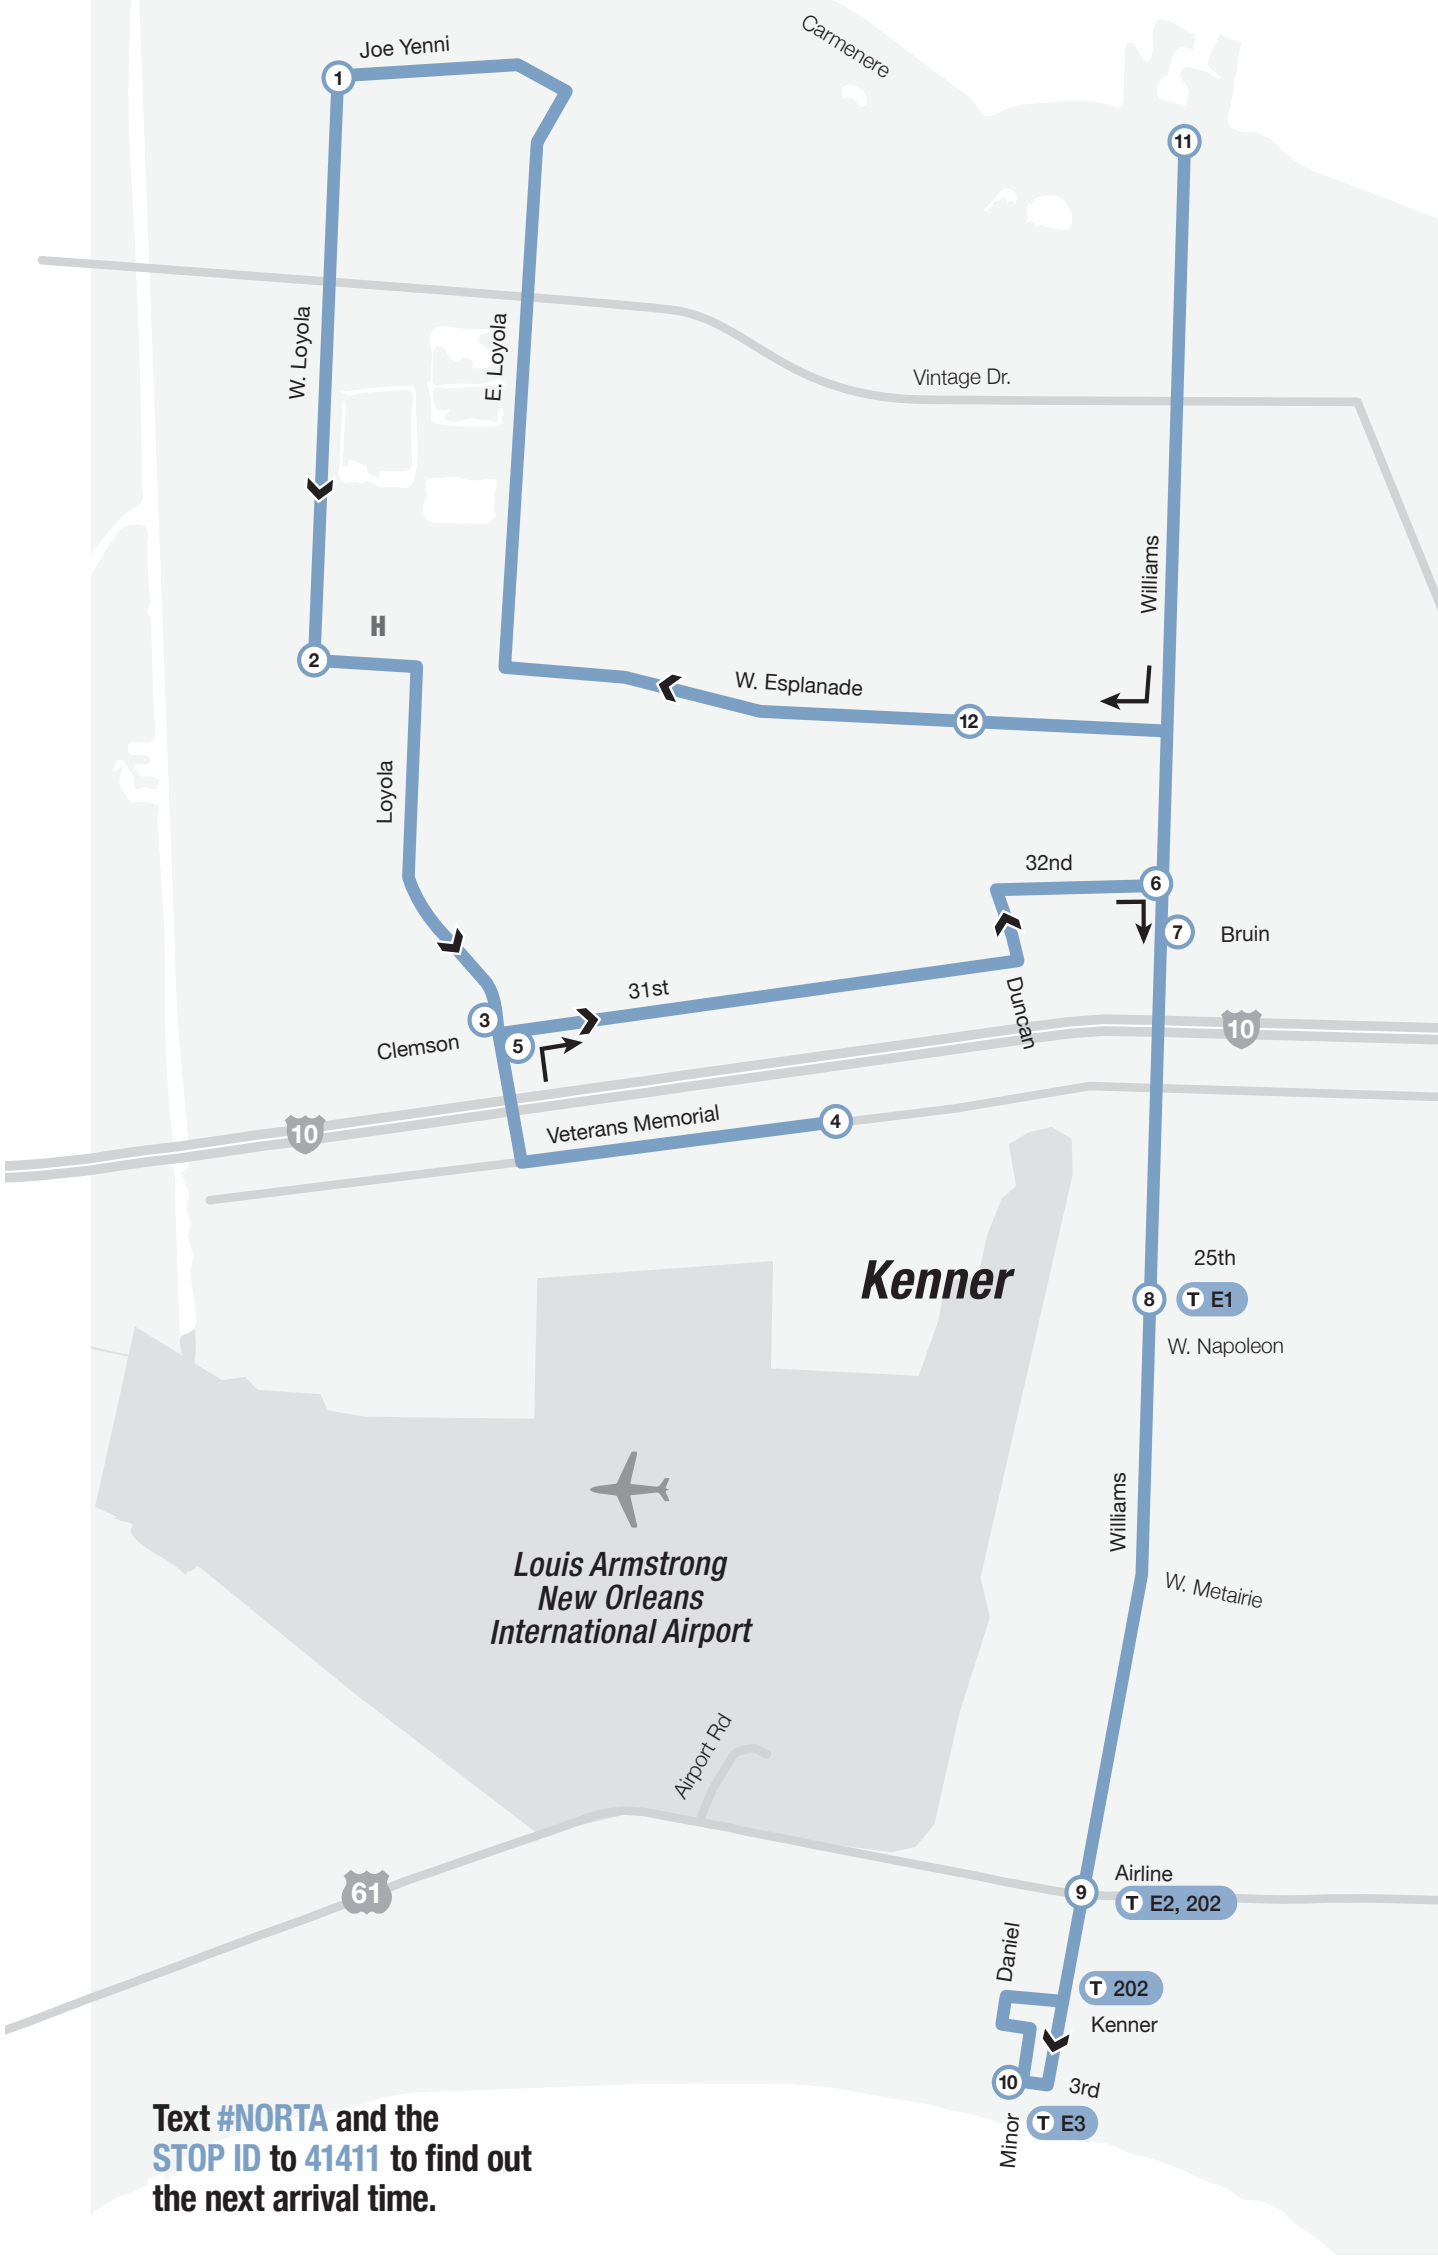 Carmenere
Joe Yenni
1
11
W. Loyola
E. Loyola
Vintage Dr.
Williams
H
2
W. Esplanade
12
Loyola
32nd
6
7
Bruin
31st
Duncan
3
5
Clemson
10
10
Veterans Memorial
4
Kenner
25th
8
T E1
W. Napoleon
Williams
Louis Armstrong
New Orleans
International Airport
W. Metairie
Airport Rd
61
Airline
9
T E2, 202
Daniel
T 202
Kenner
10
3rd
T E3
Minor
Text #NORTA and the
STOP ID to 41411 to find out
the next arrival time.